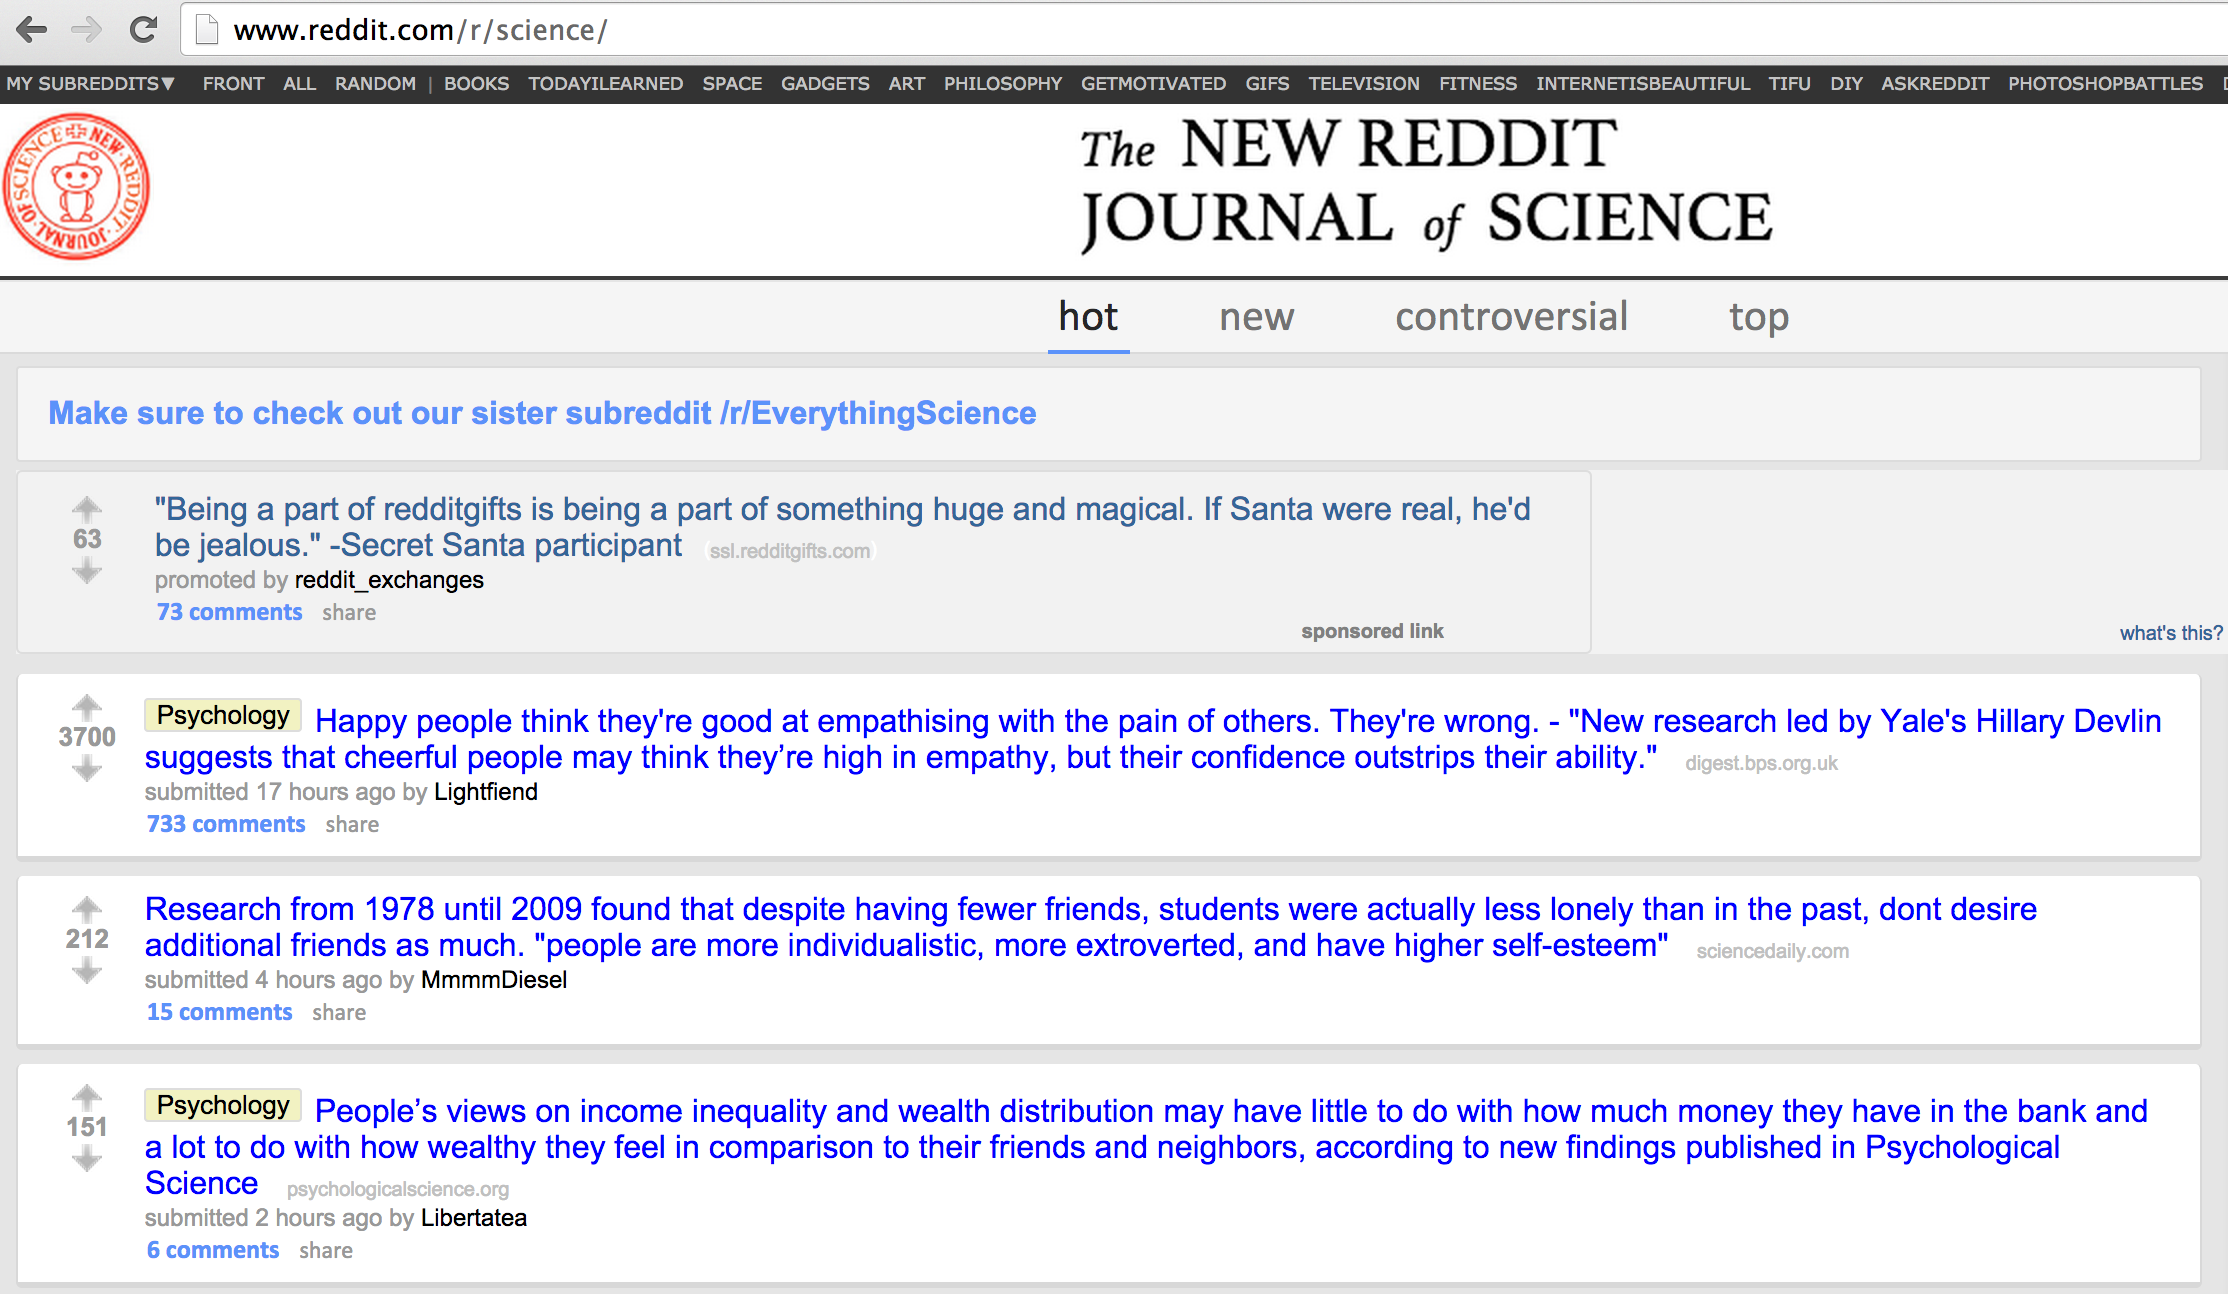 www.reddit.com/r/science/
MY SUBREDDITS▼ FRONT ALL RANDOM | BOOKS TODAYILEARNED SPACE GADGETS ART PHILOSOPHY GETMOTIVATED GIFS TELEVISION FITNESS INTERNETISBEAUTIFUL TIFU DIY ASKREDDIT PHOTOSHOPBATTLES
NEW·REDDIT·JOURNAL·OF·SCIENCE
The NEW REDDIT
JOURNAL of SCIENCE
hot new controversial top
Make sure to check out our sister subreddit /r/EverythingScience
"Being a part of redditgifts is being a part of something huge and magical. If Santa were real, he'd
63
be jealous." -Secret Santa participant (ssl.redditgifts.com)
promoted by reddit_exchanges
73 comments share
sponsored link what's this?
Psychology Happy people think they're good at empathising with the pain of others. They're wrong. - "New research led by Yale's Hillary Devlin
3700
suggests that cheerful people may think they’re high in empathy, but their confidence outstrips their ability." digest.bps.org.uk
submitted 17 hours ago by Lightfiend
733 comments share
Research from 1978 until 2009 found that despite having fewer friends, students were actually less lonely than in the past, dont desire
212
additional friends as much. "people are more individualistic, more extroverted, and have higher self-esteem" sciencedaily.com
submitted 4 hours ago by MmmmDiesel
15 comments share
Psychology People’s views on income inequality and wealth distribution may have little to do with how much money they have in the bank and
151
a lot to do with how wealthy they feel in comparison to their friends and neighbors, according to new findings published in Psychological
Science psychologicalscience.org
submitted 2 hours ago by Libertatea
6 comments share